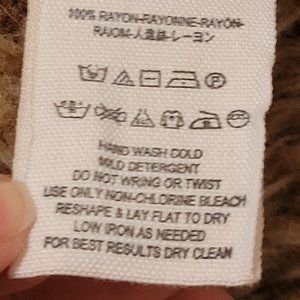 100% RAYON-RAYONNE-RAYÓN-
RAION-人造絲-レーヨン
HAND WASH COLD
MILD DETERGENT
DO NOT WRING OR TWIST
USE ONLY NON-CHLORINE BLEACH
RESHAPE & LAY FLAT TO DRY
LOW IRON AS NEEDED
FOR BEST RESULTS DRY CLEAN